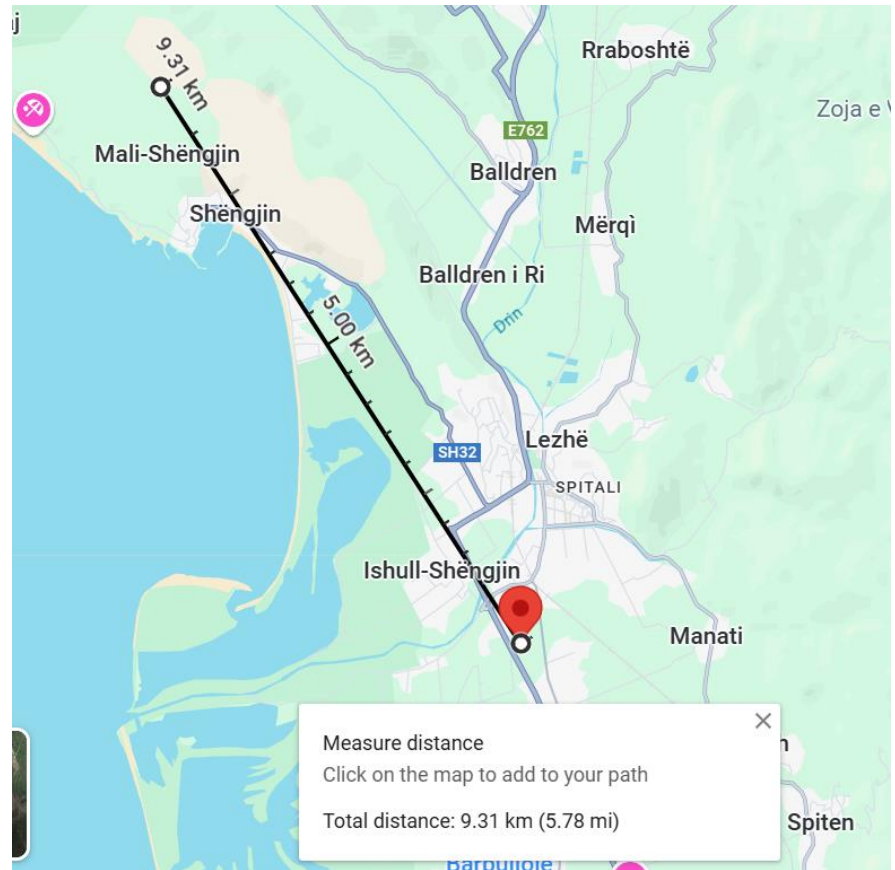 aj
9.31 km
Rraboshtë
Zoja e V
E762
Mali-Shëngjin
Balldren
Shëngjin
Mërqì
Balldren i Ri
5.00 km
Drin
Lezhë
SH32
SPITALI
Ishull-Shëngjin
Manati
Measure distance
Click on the map to add to your path
n
Total distance: 9.31 km (5.78 mi)
Spiten